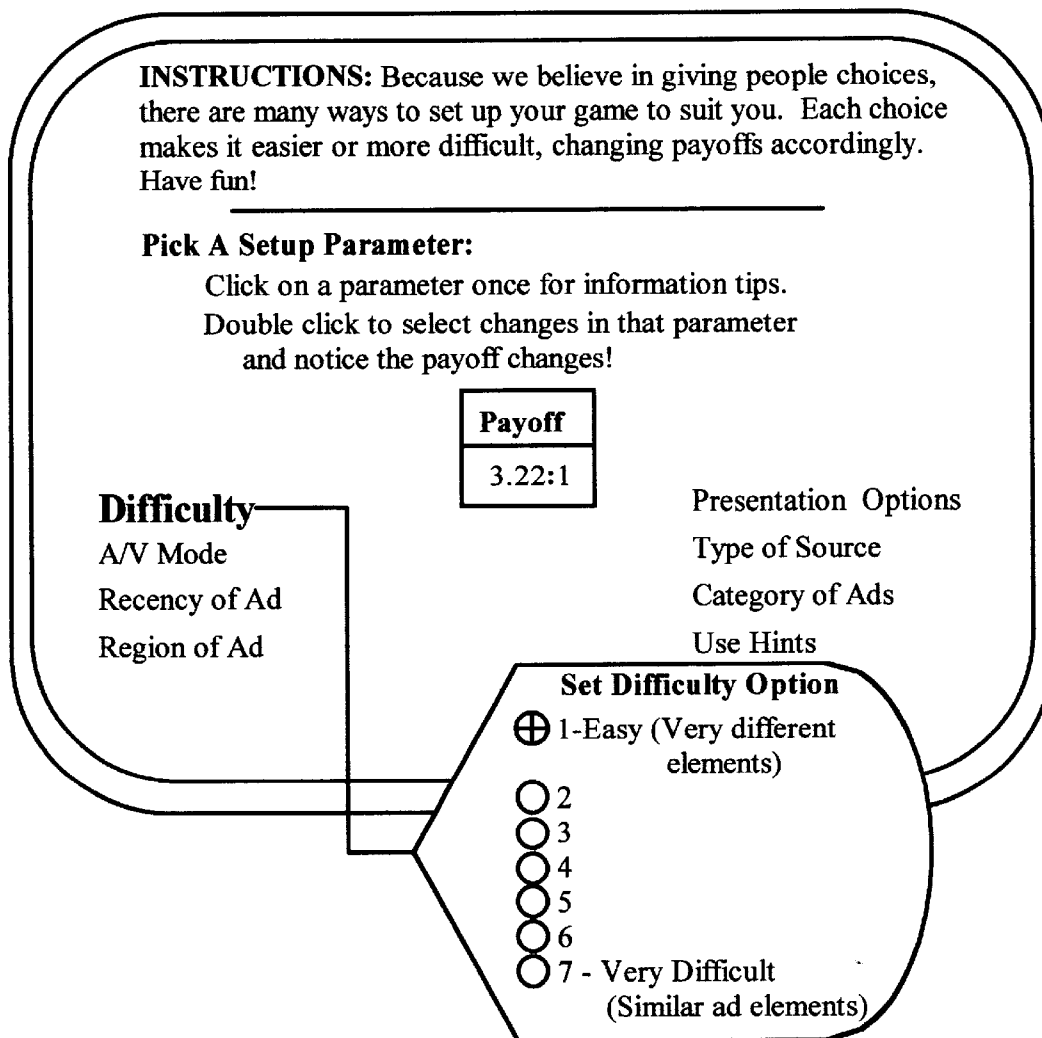 INSTRUCTIONS: Because we believe in giving people choices,
there are many ways to set up your game to suit you. Each choice
makes it easier or more difficult, changing payoffs accordingly.
Have fun!
Pick A Setup Parameter:
Click on a parameter once for information tips.
Double click to select changes in that parameter
and notice the payoff changes!
Payoff
3.22:1
Difficulty
A/V Mode
Recency of Ad
Region of Ad
Presentation Options
Type of Source
Category of Ads
Use Hints
Set Difficulty Option
1-Easy (Very different
elements)
2
3
4
5
6
7 - Very Difficult
(Similar ad elements)